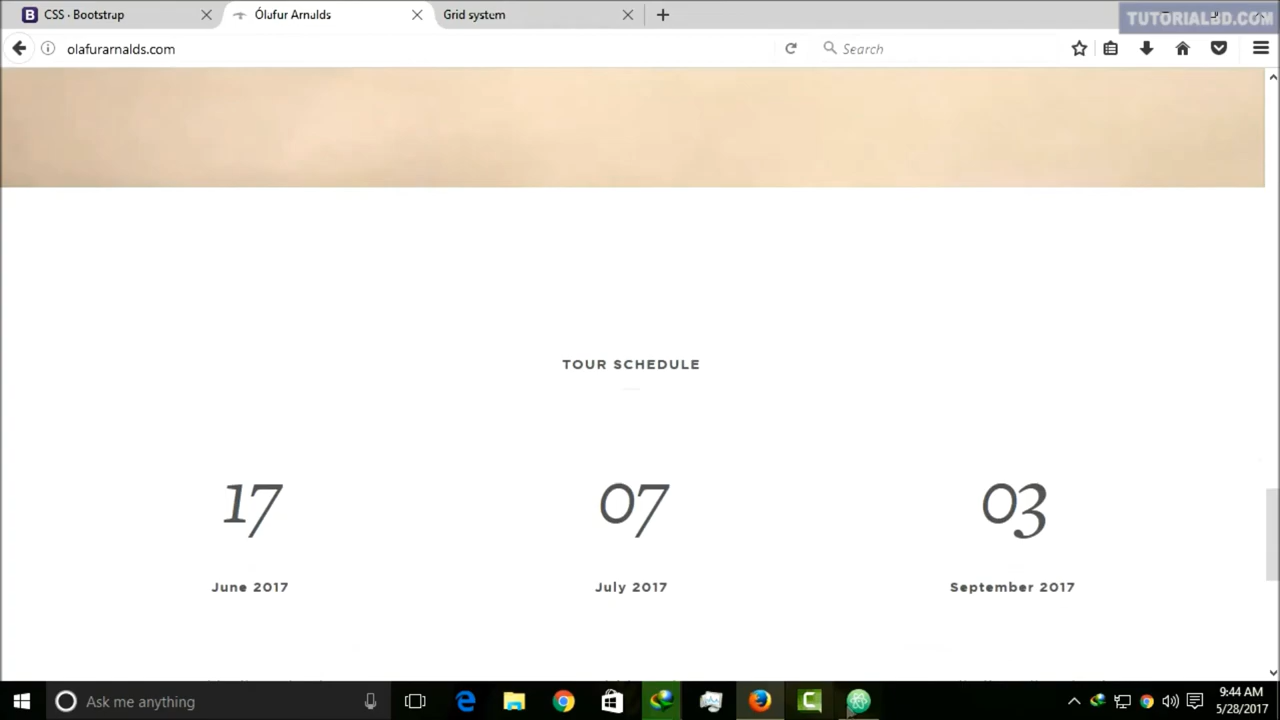 CSS · Bootstrap
Ólafur Arnalds
Grid system
TUTORIALBD.COM
olafurarnalds.com
Search
TOUR SCHEDULE
17
07
03
June 2017
July 2017
September 2017
Ask me anything
9:44 AM
5/28/2017